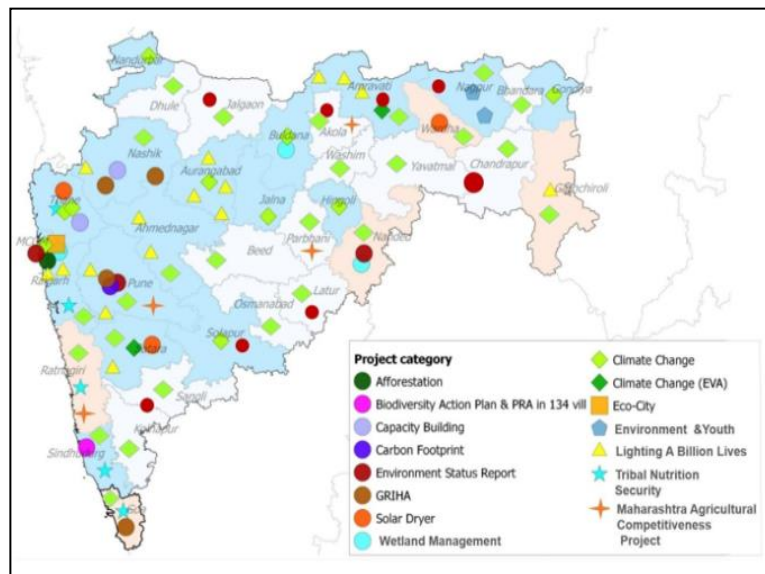 Nandurbar
Dhule
Jalgaon
Amravati
Nagpur
Bhandara
Gondiya
Buldana
Akola
Wardha
Washim
Nashik
Aurangabad
Yavatmal
Chandrapur
Jalna
Hingoli
Gadchiroli
Thane
Ahmednagar
Parbhani
Nanded
Beed
Raigarh
Pune
Latur
Osmanabad
Solapur
Satara
Ratnagiri
Sangli
Kolhapur
Sindhuburg
Goa
Project category
Afforestation
Biodiversity Action Plan & PRA in 134 vill
Capacity Building
Carbon Footprint
Environment Status Report
GRIHA
Solar Dryer
Wetland Management
Climate Change
Climate Change (EVA)
Eco-City
Environment &Youth
Lighting A Billion Lives
Tribal Nutrition
Security
Maharashtra Agricultural
Competitiveness
Project